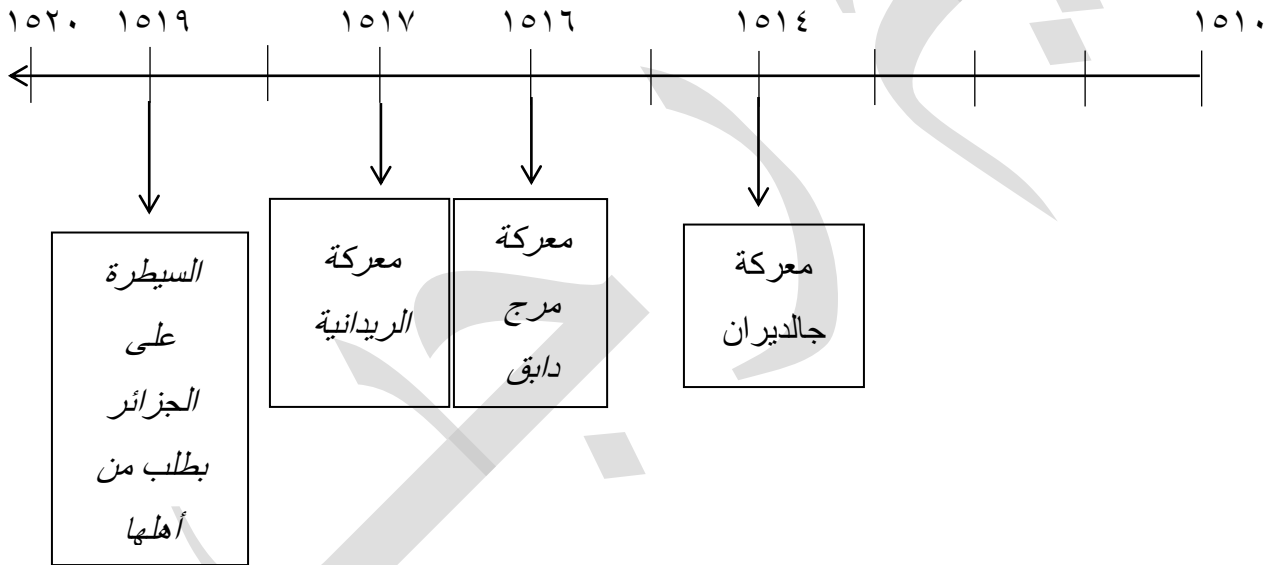 ١٥١٠ ١٥١٤ ١٥١٦ ١٥١٧ ١٥١٩ ١٥٢٠
معركة
جالديران
معركة
مرج
دابق
معركة
الريدانية
السيطرة
على
الجزائر
بطلب من
أهلها